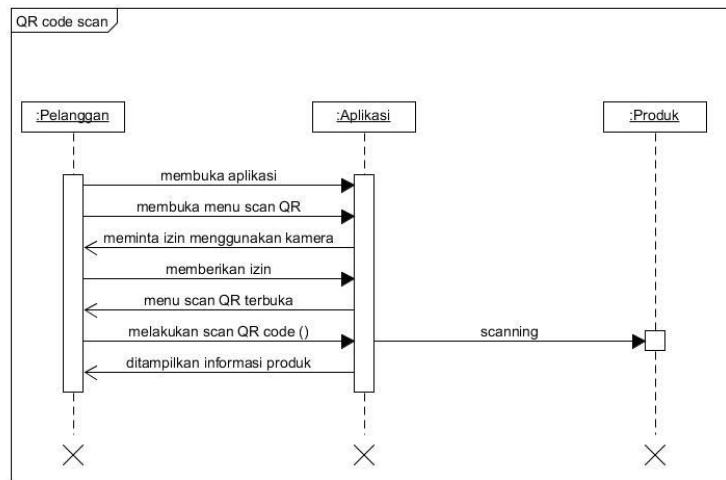 QR code scan
:Pelanggan
:Aplikasi
:Produk
membuka aplikasi
membuka menu scan QR
meminta izin menggunakan kamera
memberikan izin
menu scan QR terbuka
melakukan scan QR code ()
scanning
ditampilkan informasi produk